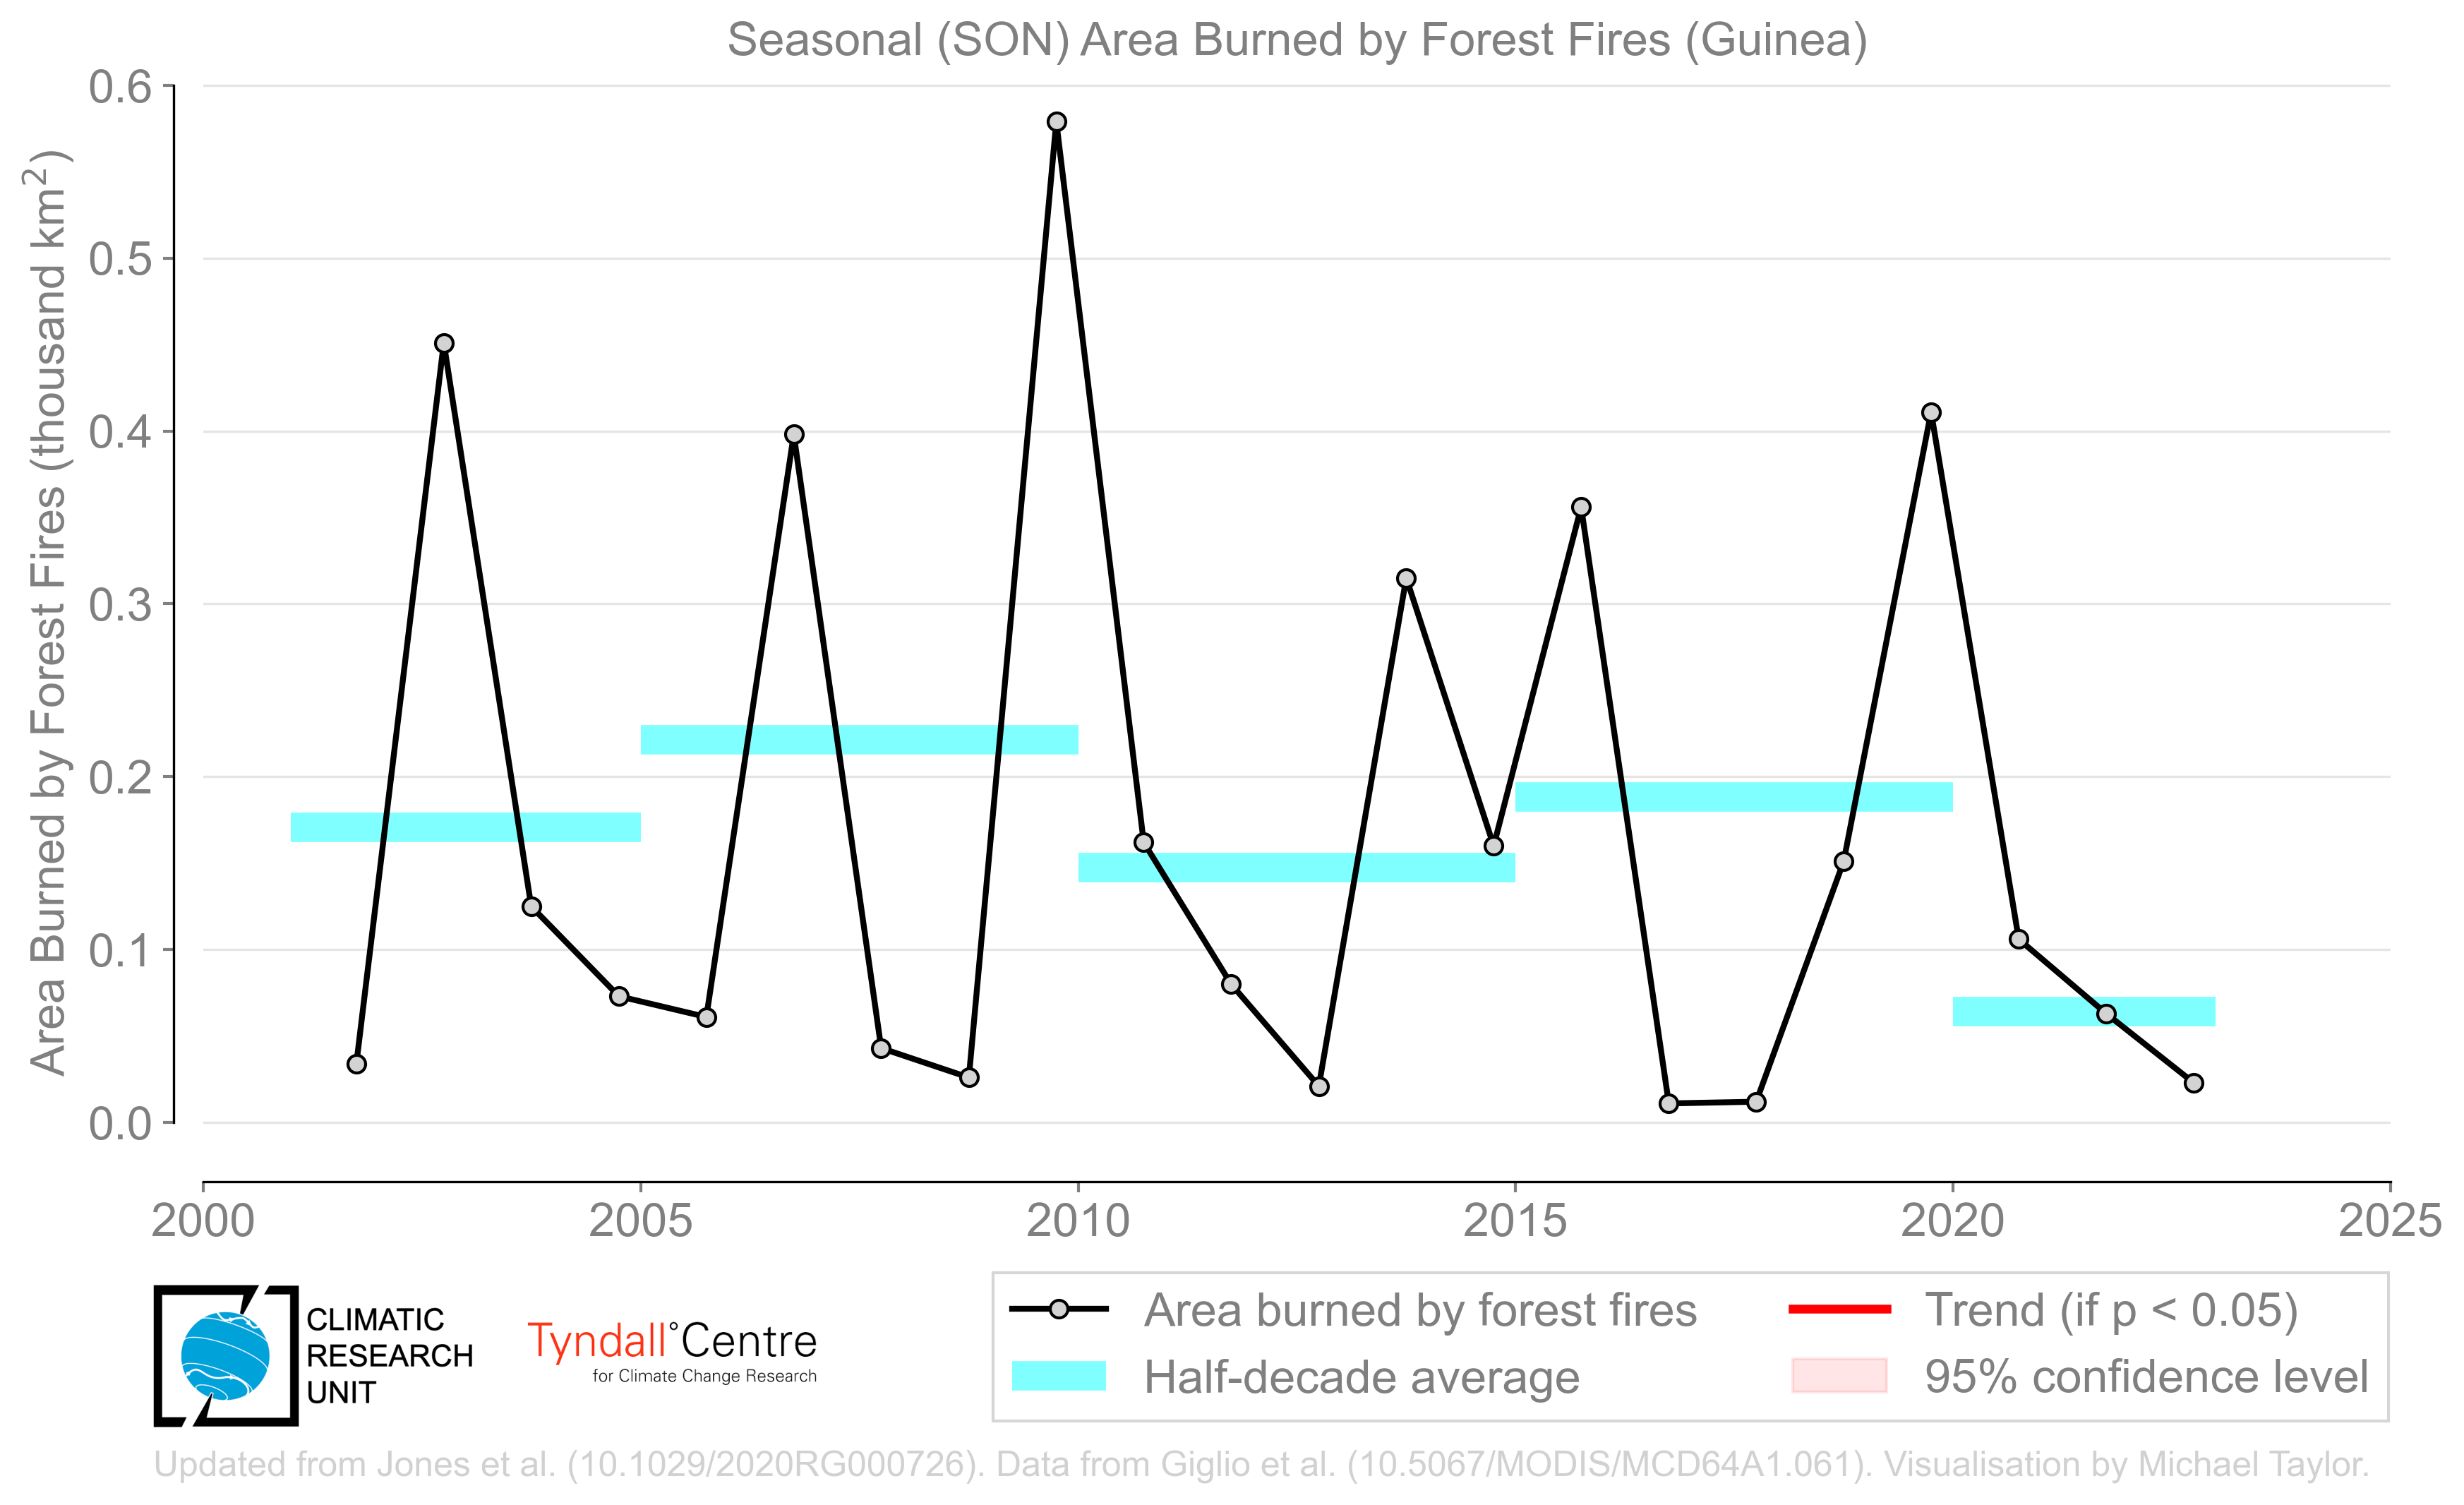 Seasonal (SON) Area Burned by Forest Fires (Guinea)
Area Burned by Forest Fires (thousand km²)
0.6
0.5
0.4
0.3
0.2
0.1
0.0
2000 2005 2010 2015 2020 2025
CLIMATIC
RESEARCH
UNIT
Tyndall°Centre
for Climate Change Research
Area burned by forest fires
Half-decade average
Trend (if p < 0.05)
95% confidence level
Updated from Jones et al. (10.1029/2020RG000726). Data from Giglio et al. (10.5067/MODIS/MCD64A1.061). Visualisation by Michael Taylor.